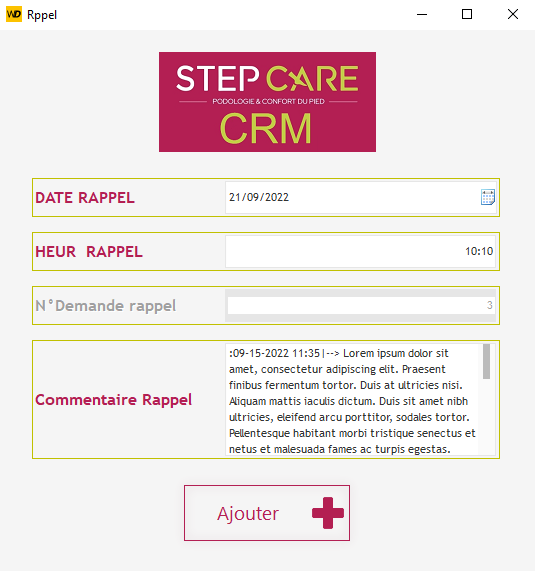 WD Rppel
STEP CARE
PODOLOGIE & CONFORT DU PIED
CRM
DATE RAPPEL 21/09/2022
HEUR RAPPEL 10:10
N°Demande rappel 3
Commentaire Rappel
:09-15-2022 11:35|--> Lorem ipsum dolor sit
amet, consectetur adipiscing elit. Praesent
finibus fermentum tortor. Duis at ultricies nisi.
Aliquam mattis iaculis dictum. Duis sit amet nibh
ultricies, eleifend arcu porttitor, sodales tortor.
Pellentesque habitant morbi tristique senectus et
netus et malesuada fames ac turpis egestas.
Ajouter